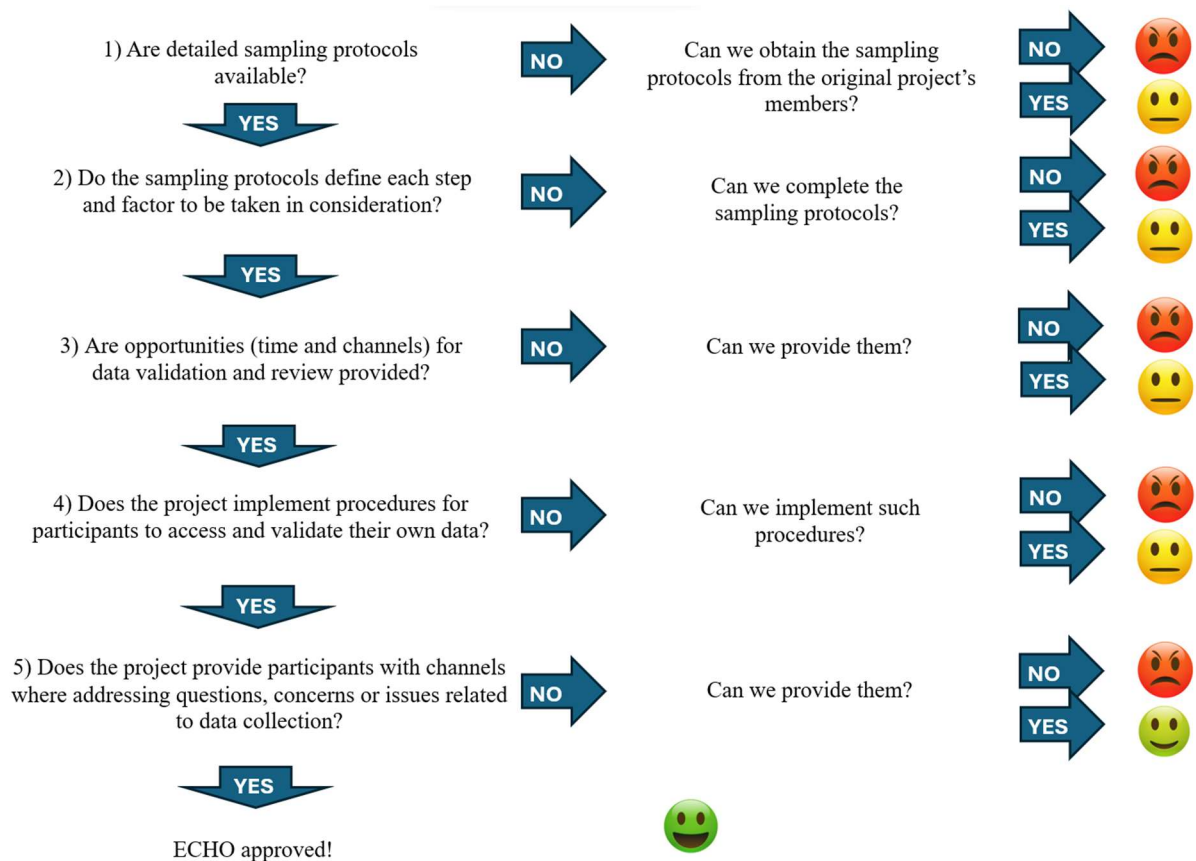 1) Are detailed sampling protocols
available?
NO
Can we obtain the sampling
protocols from the original project's
members?
NO
YES
YES
2) Do the sampling protocols define each step
and factor to be taken in consideration?
NO
Can we complete the
sampling protocols?
NO
YES
YES
3) Are opportunities (time and channels) for
data validation and review provided?
NO
Can we provide them?
NO
YES
YES
4) Does the project implement procedures for
participants to access and validate their own data?
NO
Can we implement such
procedures?
NO
YES
YES
5) Does the project provide participants with channels
where addressing questions, concerns or issues related
to data collection?
NO
Can we provide them?
NO
YES
YES
ECHO approved!